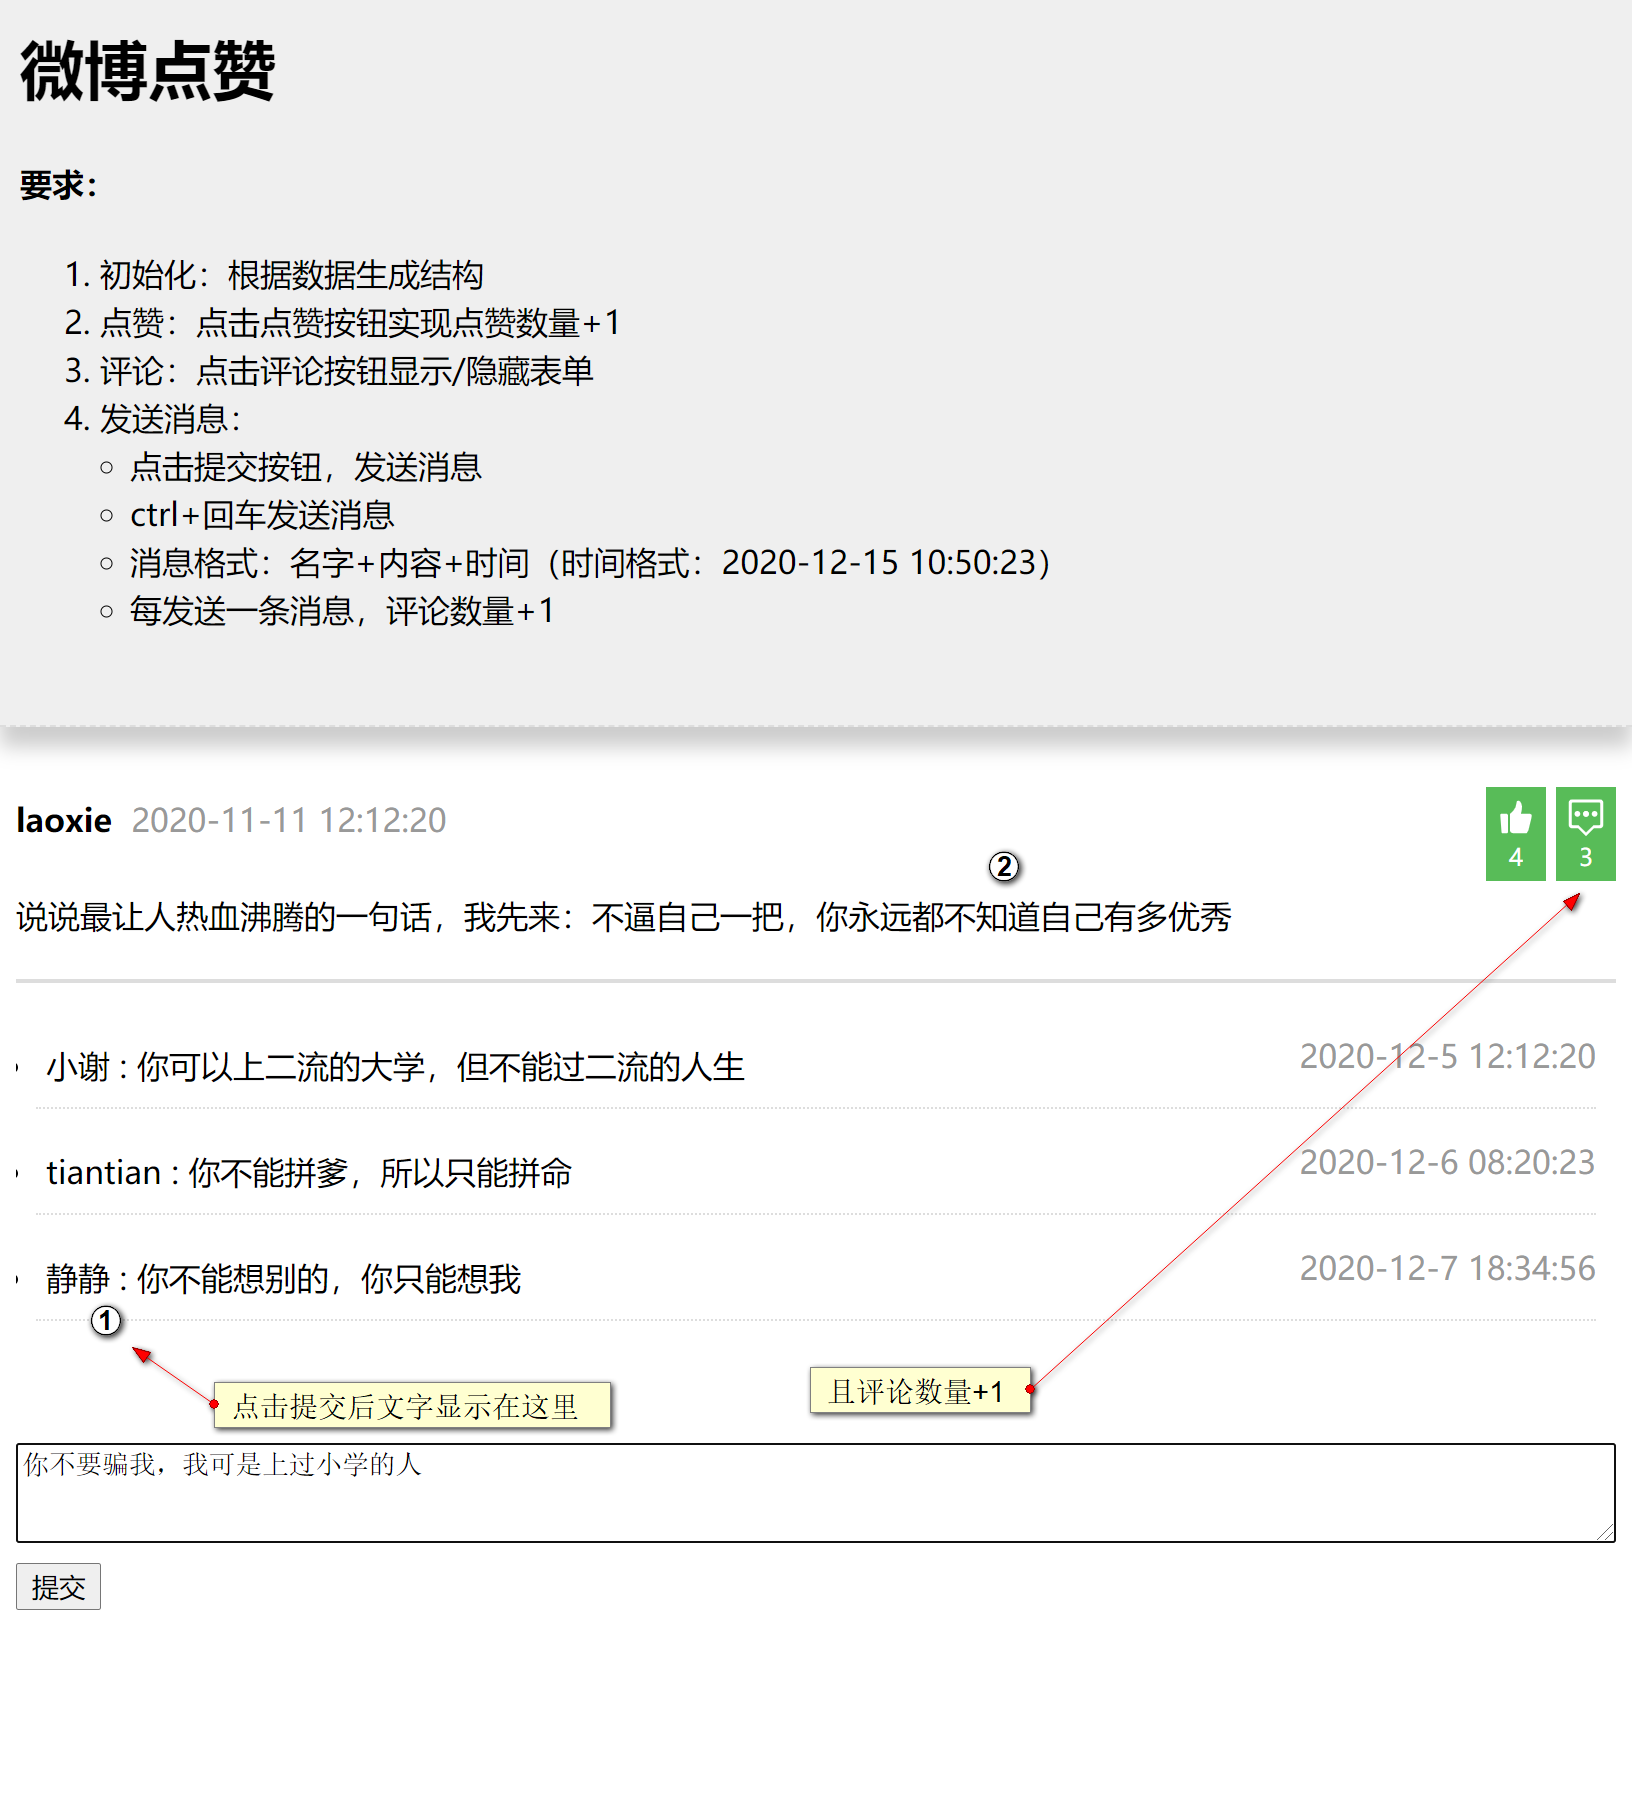 微博点赞
要求：
1. 初始化：根据数据生成结构
2. 点赞：点击点赞按钮实现点赞数量+1
3. 评论：点击评论按钮显示/隐藏表单
4. 发送消息：
点击提交按钮，发送消息
ctrl+回车发送消息
消息格式：名字+内容+时间（时间格式：2020-12-15 10:50:23）
每发送一条消息，评论数量+1
laoxie 2020-11-11 12:12:20
4 3
2
说说最让人热血沸腾的一句话，我先来：不逼自己一把，你永远都不知道自己有多优秀
小谢 : 你可以上二流的大学，但不能过二流的人生 2020-12-5 12:12:20
tiantian : 你不能拼爹，所以只能拼命 2020-12-6 08:20:23
静静 : 你不能想别的，你只能想我 2020-12-7 18:34:56
1
点击提交后文字显示在这里 且评论数量+1
你不要骗我，我可是上过小学的人
提交